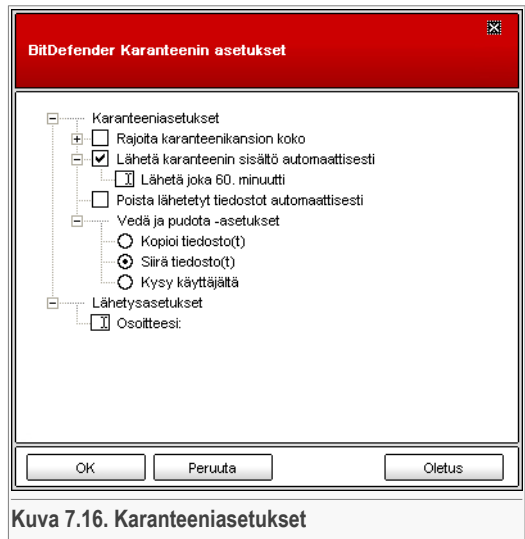 BitDefender Karanteenin asetukset
Karanteeniasetukset
Rajoita karanteenikansion koko
Lähetä karanteenin sisältö automaattisesti
Lähetä joka 60. minuutti
Poista lähetetyt tiedostot automaattisesti
Vedä ja pudota -asetukset
Kopioi tiedosto(t)
Siirä tiedosto(t)
Kysy käyttäjältä
Lähetysasetukset
Osoitteesi:
OK
Peruuta
Oletus
Kuva 7.16. Karanteeniasetukset